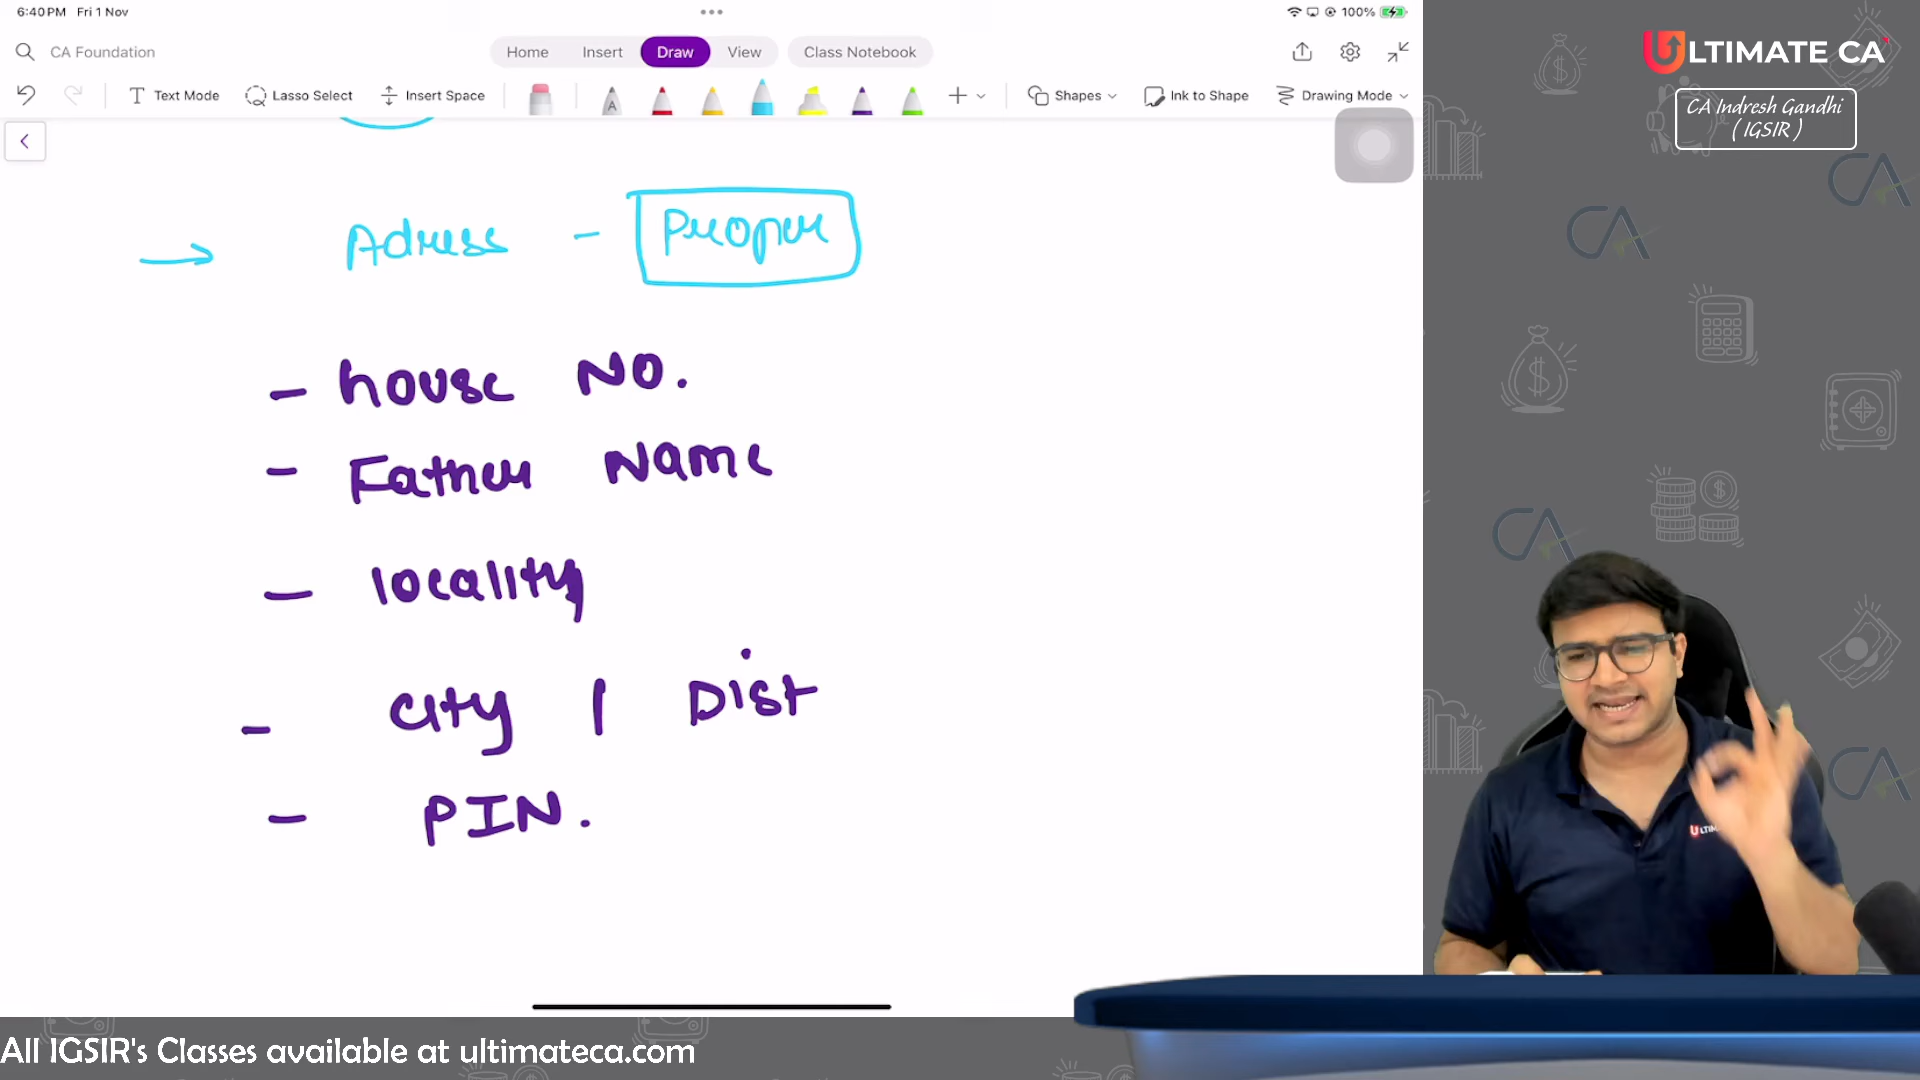 6:40 PM Fri 1 Nov
100%
CA Foundation
Home Insert Draw View Class Notebook
Text Mode Lasso Select Insert Space A Shapes Ink to Shape Drawing Mode
ULTIMATE CA
CA Indresh Gandhi
( IGSIR )
→ Adress - Proper
- house No.
- Father Name
- locality
- city / Dist
- PIN.
ULTIM
All IGSIR's Classes available at ultimateca.com